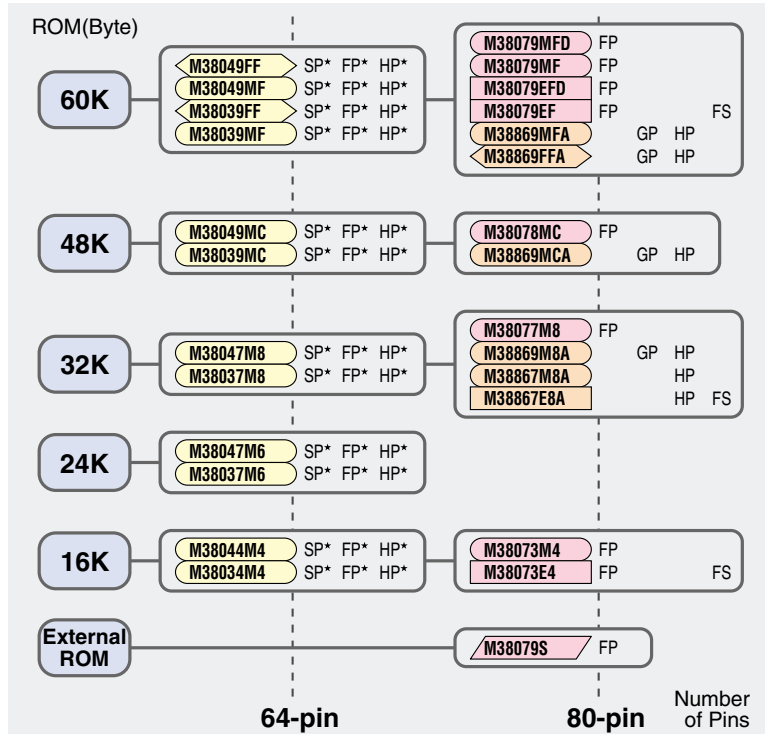 ROM(Byte)
60K
M38049FF SP★ FP★ HP★
M38049MF SP★ FP★ HP★
M38039FF SP★ FP★ HP★
M38039MF SP★ FP★ HP★
M38079MFD FP
M38079MF FP
M38079EFD FP
M38079EF FP FS
M38869MFA GP HP
M38869FFA GP HP
48K
M38049MC SP★ FP★ HP★
M38039MC SP★ FP★ HP★
M38078MC FP
M38869MCA GP HP
32K
M38047M8 SP★ FP★ HP★
M38037M8 SP★ FP★ HP★
M38077M8 FP
M38869M8A GP HP
M38867M8A HP
M38867E8A HP FS
24K
M38047M6 SP★ FP★ HP★
M38037M6 SP★ FP★ HP★
16K
M38044M4 SP★ FP★ HP★
M38034M4 SP★ FP★ HP★
M38073M4 FP
M38073E4 FP FS
External
ROM
M38079S FP
64-pin
80-pin
Number
of Pins